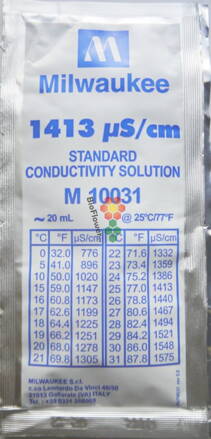 M
Milwaukee
1413 µS/cm
STANDARD
CONDUCTIVITY SOLUTION
BioFlower
M 10031
~ 20 mL @ 25°C/77°F
°C °F µS/cm °C °F µS/cm
0 32.0 776 22 71.6 1332
5 41.0 896 23 73.4 1359
10 50.0 1020 24 75.2 1386
15 59.0 1147 25 77.0 1413
16 60.8 1173 26 78.8 1440
17 62.6 1199 27 80.6 1467
18 64.4 1225 28 82.4 1494
19 66.2 1251 29 84.2 1521
20 68.0 1278 30 86.0 1548
21 69.8 1305 31 87.8 1575
MILWAUKEE S.r.l.
31013 Codogne (VA) ITALY